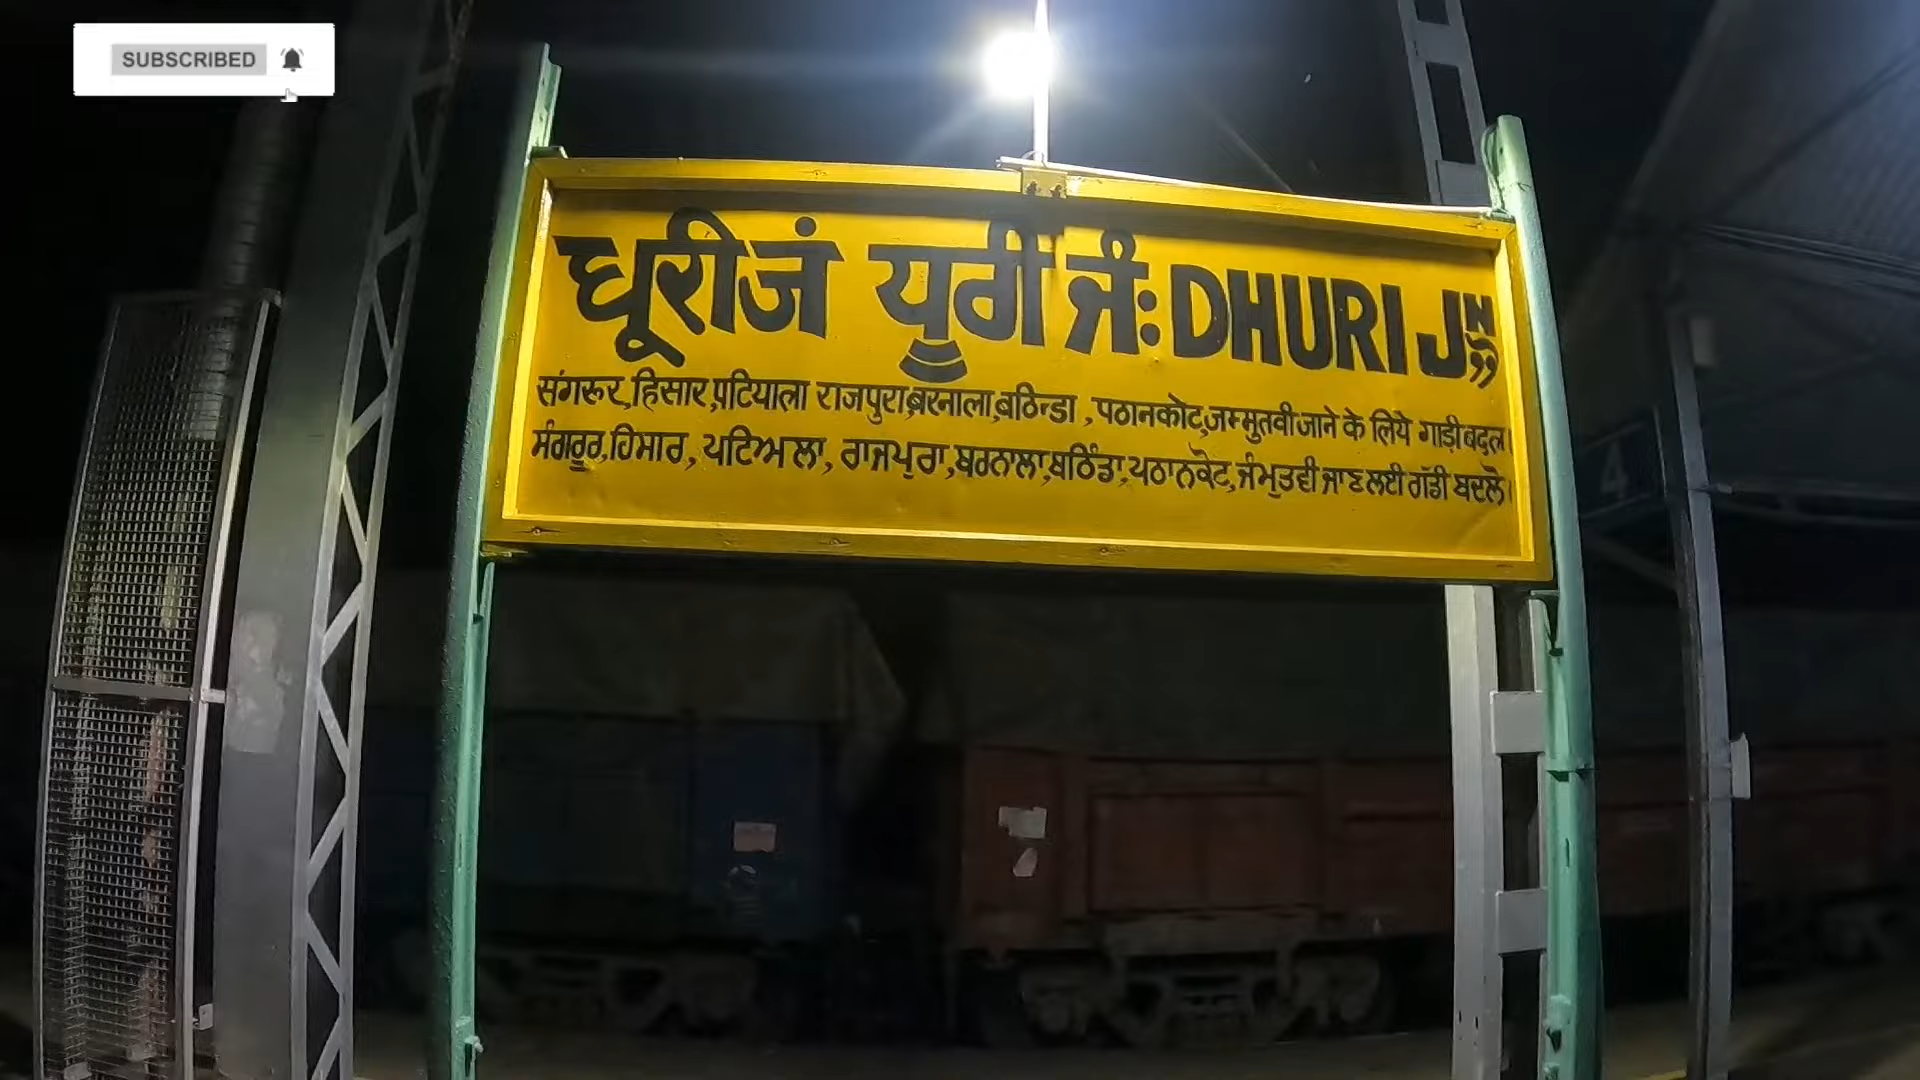 SUBSCRIBED
धूरीजं ਧੂਰੀ ਜੰ: DHURI JN
संगरूर,हिसार,पटियाला राजपुरा,बरनाला,बठिन्डा ,पठानकोट,जम्मुतवी जाने के लिये गाड़ी बदल
ਸੰਗਰੂਰ,ਹਿਸਾਰ, ਪਟਿਆਲਾ, ਰਾਜਪੁਰਾ,ਬਰਨਾਲਾ,ਬਠਿੰਡਾ,ਪਠਾਨਕੋਟ,ਜੰਮੂਤਵੀ ਜਾਣ ਲਈ ਗੱਡੀ ਬਦਲੋ।
4